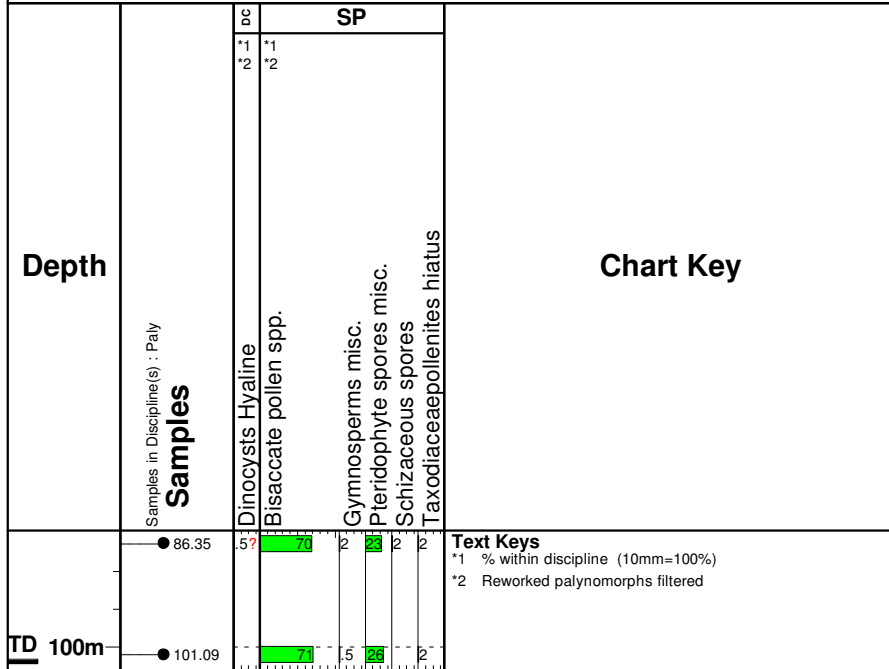 DC SP
*1 *1
*2 *2
Depth
Samples in Discipline(s) : Paly
Samples
Dinocysts Hyaline
Bisaccate pollen spp.
Gymnosperms misc.
Pteridophyte spores misc.
Schizaceous spores
Taxodiaceaepollenites hiatus
Chart Key
86.35 .5? 70 2 23 2 2
Text Keys
*1 % within discipline (10mm=100%)
*2 Reworked palynomorphs filtered
TD 100m
101.09 71 .5 26 2